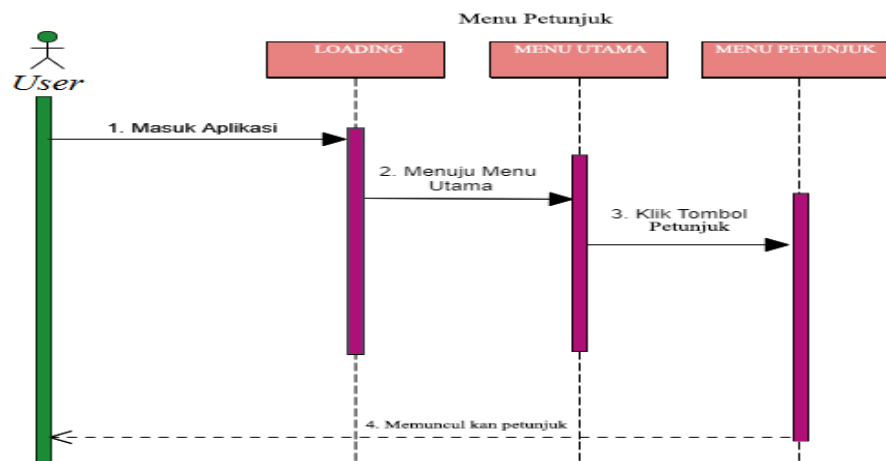 Menu Petunjuk
LOADING
MENU UTAMA
MENU PETUNJUK
User
1. Masuk Aplikasi
2. Menuju Menu
Utama
3. Klik Tombol
Petunjuk
4. Memuncul kan petunjuk